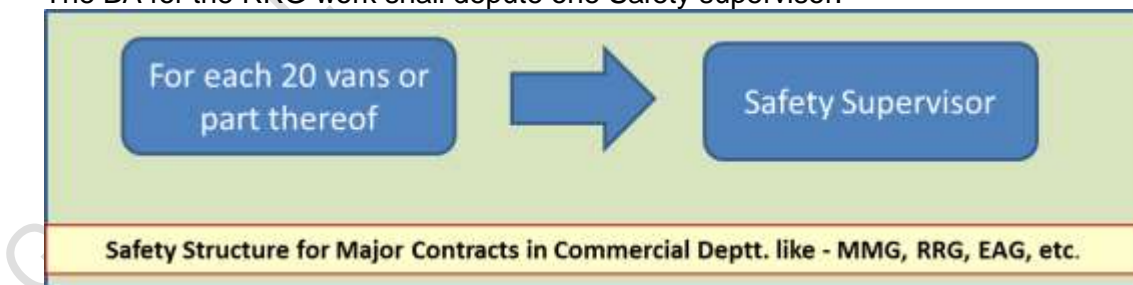 The BA for the RRG work shall depute one Safety supervisor.
For each 20 vans or
part thereof
Safety Supervisor
Safety Structure for Major Contracts in Commercial Deptt. like - MMG, RRG, EAG, etc.